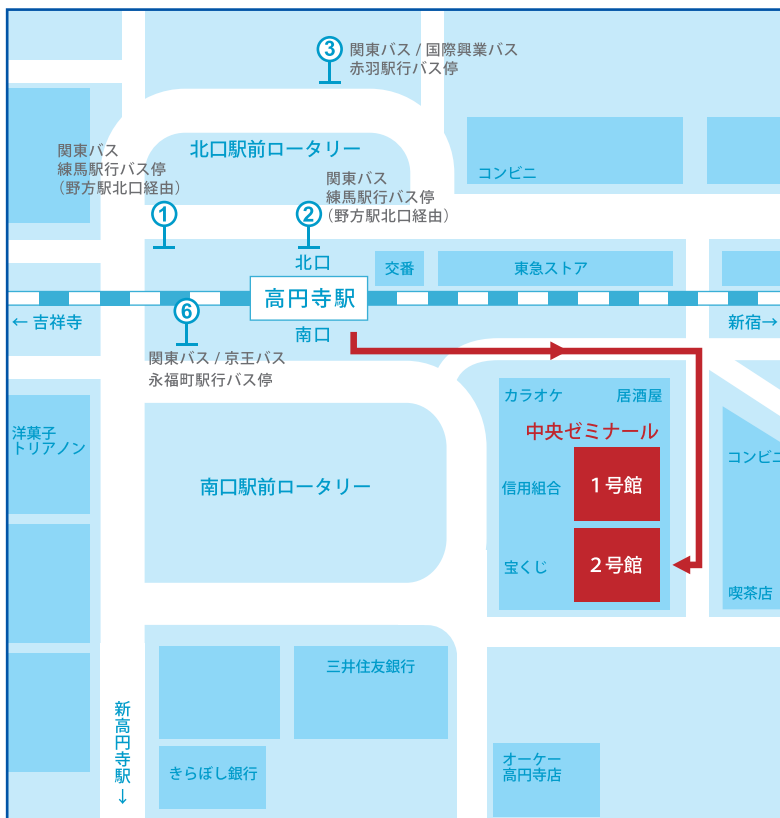 ③ 関東バス / 国際興業バス
赤羽駅行バス停
関東バス
練馬駅行バス停
(野方駅北口経由)
①
北口駅前ロータリー
関東バス
練馬駅行バス停
(野方駅北口経由)
②
コンビニ
北口
交番
東急ストア
高円寺駅
← 吉祥寺
⑥
南口
新宿→
関東バス / 京王バス
永福町駅行バス停
カラオケ
居酒屋
中央ゼミナール
洋菓子
トリアノン
コンビニ
南口駅前ロータリー
信用組合
1号館
宝くじ
2号館
喫茶店
三井住友銀行
新高円寺駅→
きらぼし銀行
オーケー
高円寺店